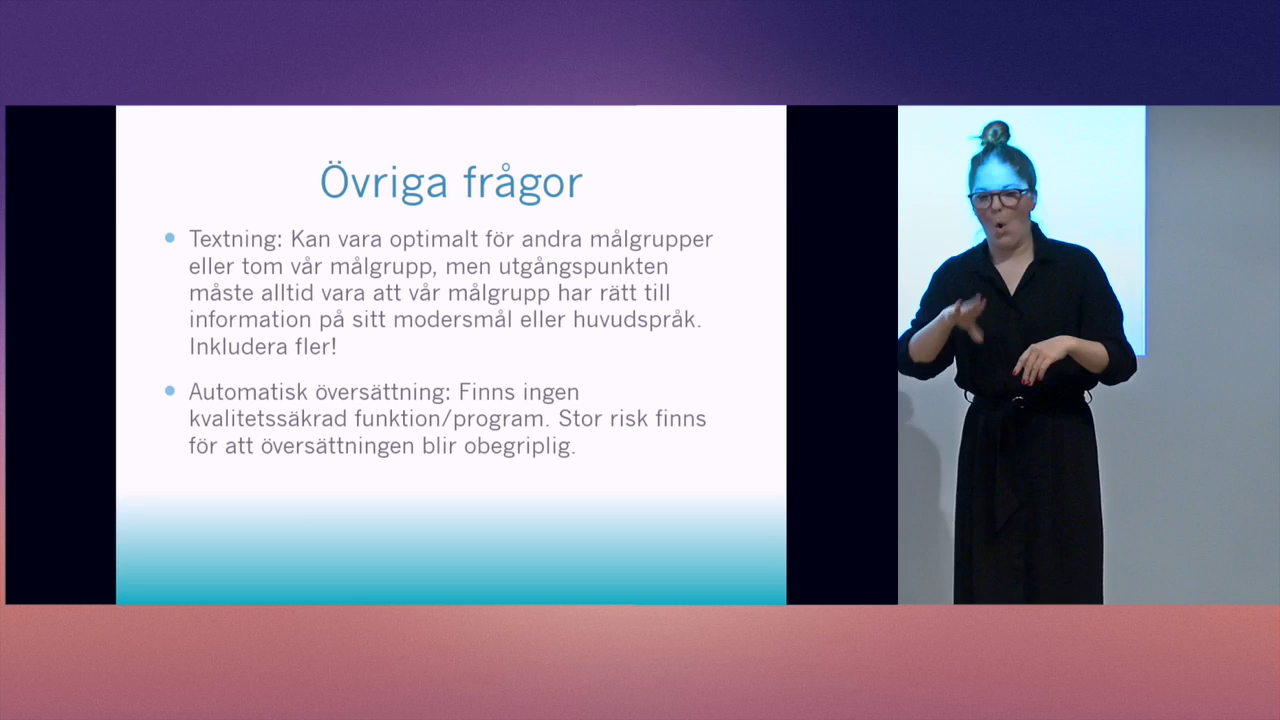 Övriga frågor
Textning: Kan vara optimalt för andra målgrupper
eller tom vår målgrupp, men utgångspunkten
måste alltid vara att vår målgrupp har rätt till
information på sitt modersmål eller huvudspråk.
Inkludera fler!
Automatisk översättning: Finns ingen
kvalitetssäkrad funktion/program. Stor risk finns
för att översättningen blir obegriplig.